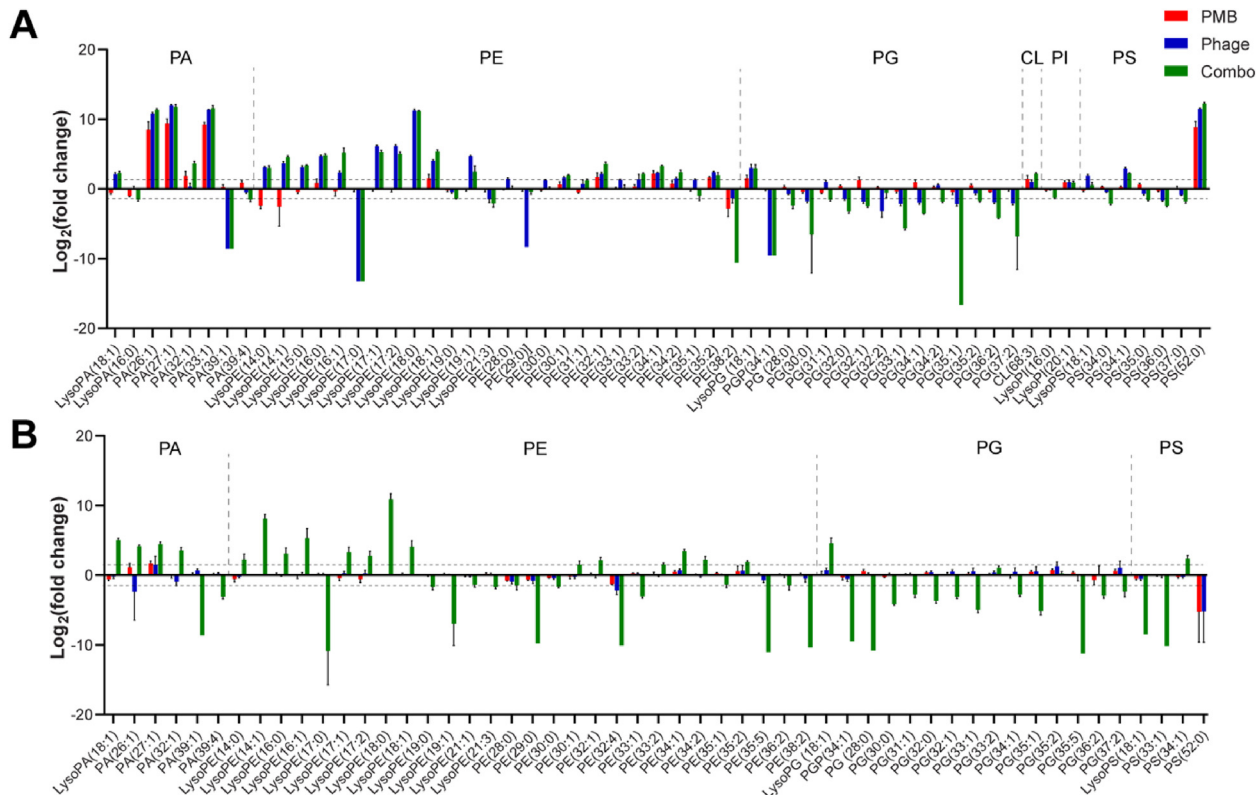 A
PMB
Phage
Combo
PA
PE
PG
CL
PI
PS
Log2(fold change)
20
10
0
-10
-20
LysoPA(18:1)
LysoPA(16:0)
PA(26:1)
PA(27:1)
PA(32:1)
PA(33:1)
PA(39:1)
PA(39:4)
LysoPE(14:0)
LysoPE(14:1)
LysoPE(15:0)
LysoPE(16:0)
LysoPE(16:1)
LysoPE(17:0)
LysoPE(17:1)
LysoPE(17:2)
LysoPE(18:0)
LysoPE(18:1)
LysoPE(19:0)
LysoPE(19:1)
LysoPE(21:3)
PE(28:0)
PE(29:0)]
PE(30:0)
PE(30:1)
PE(31:1)
PE(32:1)
PE(33:1)
PE(33:2)
PE(34:1)
PE(34:2)
PE(35:1)
PE(35:2)
PE(38:2)
LysoPG (18:1)
PGP(34:1)
PG (28:0)
PG(30:0)
PG(31:1)
PG(32:0)
PG(32:1)
PG(32:2)
PG(33:1)
PG(34:1)
PG(34:2)
PG(35:1)
PG(35:2)
PG(36:2)
PG(37:2)
CL(68:3)
LysoPI(16:0)
LysoPI(20:1)
LysoPS(18:1)
PS(34:0)
PS(34:1)
PS(35:0)
PS(36:0)
PS(37:0)
PS(52:0)
B
PA
PE
PG
PS
Log2(fold change)
20
10
0
-10
-20
LysoPA(18:1)
PA(26:1)
PA(27:1)
PA(32:1)
PA(39:1)
PA(39:4)
LysoPE(14:0)
LysoPE(14:1)
LysoPE(16:0)
LysoPE(16:1)
LysoPE(17:0)
LysoPE(17:1)
LysoPE(17:2)
LysoPE(18:0)
LysoPE(18:1)
LysoPE(19:0)
LysoPE(19:1)
LysoPE(21:1)
LysoPE(21:3)
PE(28:0)
PE(29:0)
PE(30:0)
PE(30:1)
PE(32:1)
PE(32:4)
PE(33:1)
PE(33:2)
PE(34:1)
PE(34:2)
PE(35:1)
PE(35:2)
PE(35:5)
PE(36:2)
PE(38:2)
LysoPG (18:1)
PGP(34:1)
PG (28:0)
PG(30:0)
PG(31:1)
PG(32:0)
PG(32:1)
PG(33:1)
PG(33:2)
PG(34:1)
PG(35:1)
PG(35:2)
PG(35:5)
PG(36:2)
PG(37:2)
LysoPS(18:1)
PS(33:1)
PS(34:1)
PS(52:0)